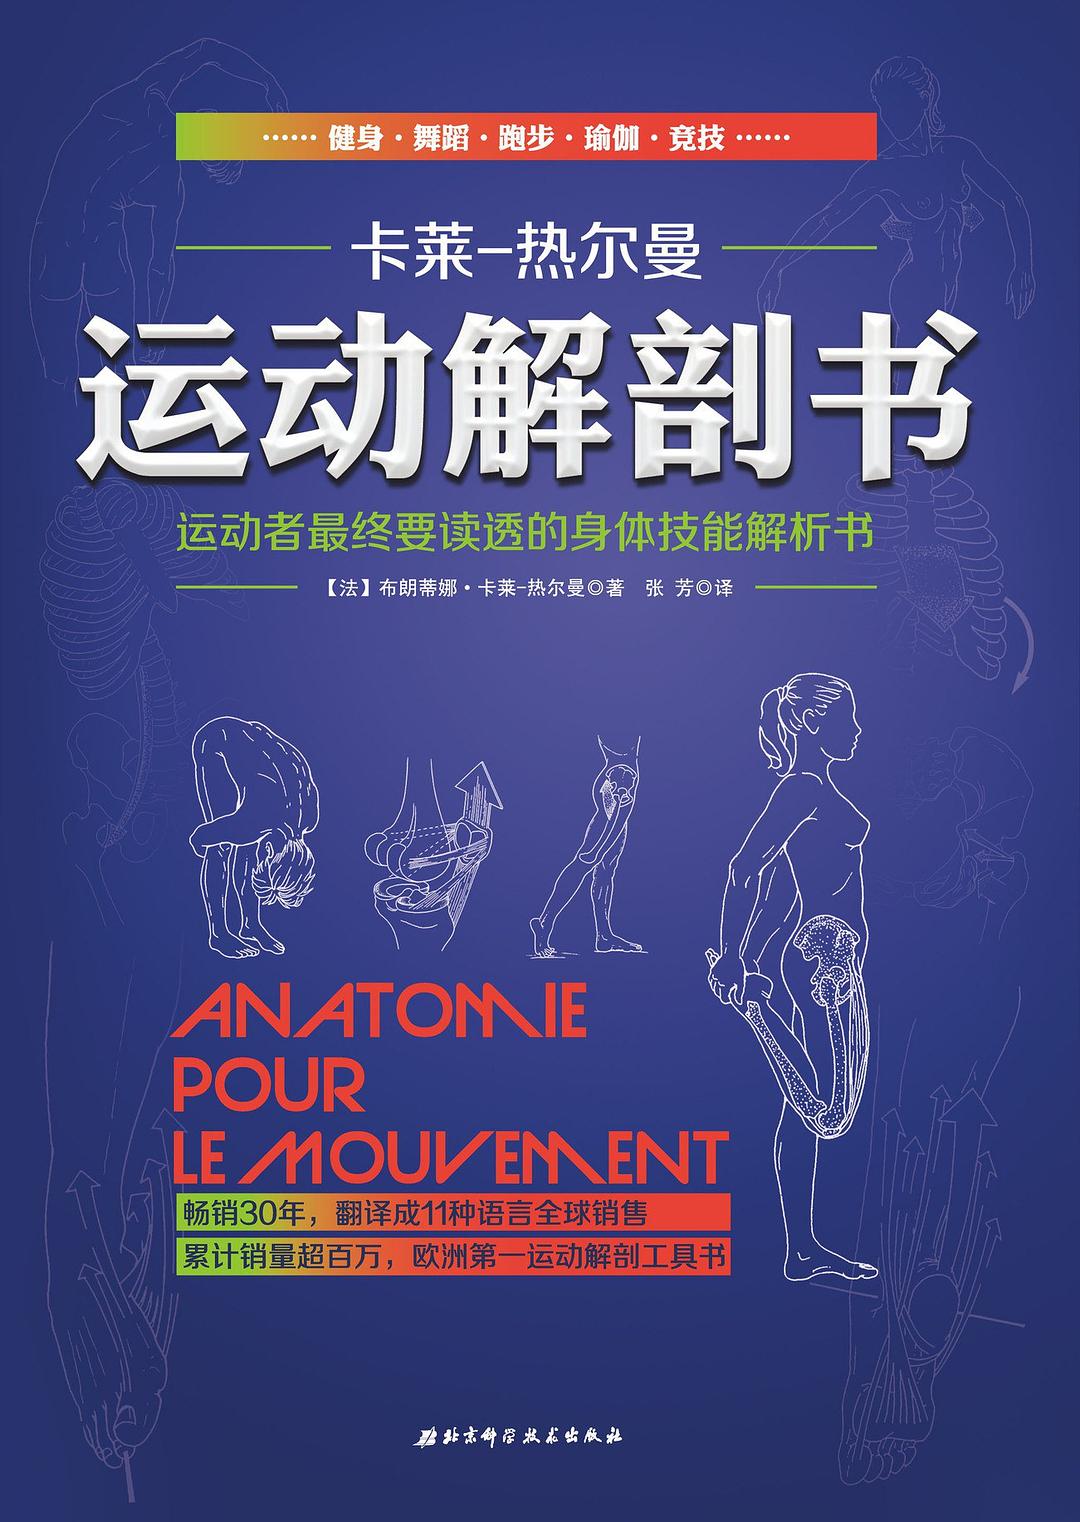 …… 健身·舞蹈·跑步·瑜伽·竞技 ……
卡莱-热尔曼
运动解剖书
运动者最终要读透的身体技能解析书
【法】布朗蒂娜·卡莱-热尔曼◎著 张 芳◎译
ANATOMIE
POUR
LE MOUVEMENT
畅销30年，翻译成11种语言全球销售
累计销量超百万，欧洲第一运动解剖工具书
北京科学技术出版社